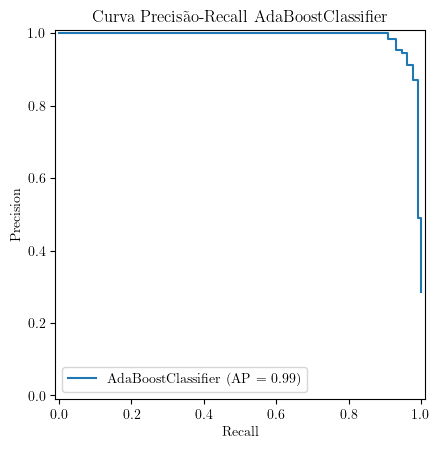 Curva Precisão-Recall AdaBoostClassifier
1.0
0.8
0.6
0.4
0.2
0.0
Precision
AdaBoostClassifier (AP = 0.99)
0.0 0.2 0.4 0.6 0.8 1.0
Recall